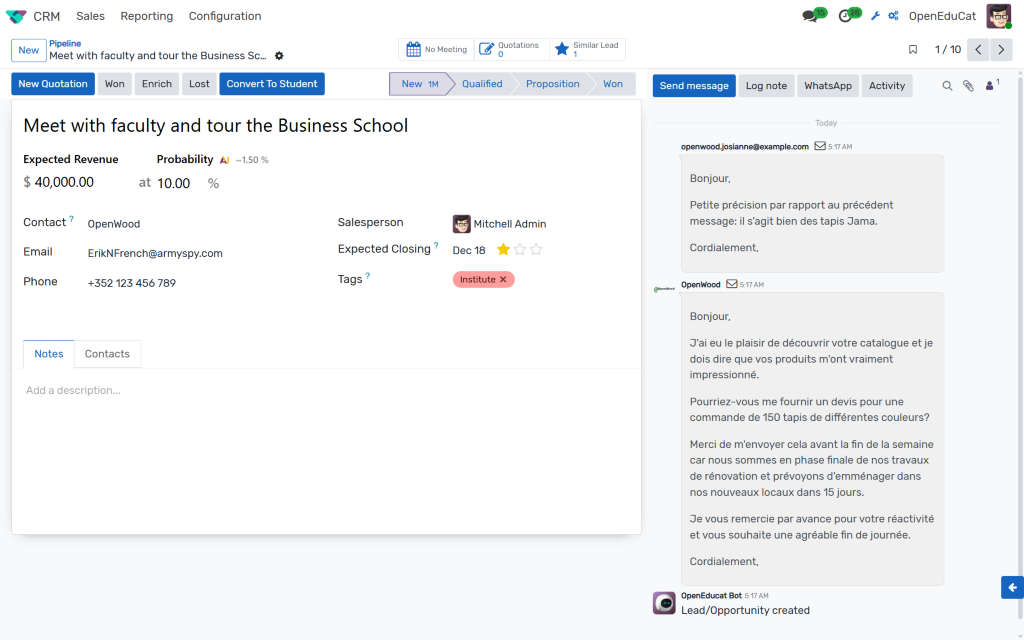 CRM Sales Reporting Configuration
15 28 OpenEduCat
New Pipeline
Meet with faculty and tour the Business Sc...
No Meeting
Quotations
0
Similar Lead
1
1 / 10
New Quotation Won Enrich Lost Convert To Student
New 1M Qualified Proposition Won
Send message Log note WhatsApp Activity 1
Meet with faculty and tour the Business School
Expected Revenue Probability AI ~1.50 %
$ 40,000.00 at 10.00 %
Contact ? OpenWood
Email ErikNFrench@armyspy.com
Phone +352 123 456 789
Salesperson Mitchell Admin
Expected Closing ? Dec 18
Tags ? Institute ✕
Notes Contacts
Add a description...
Today
openwood.josianne@example.com 5:17 AM
Bonjour,
Petite précision par rapport au précédent
message: il s'agit bien des tapis Jama.
Cordialement,
OpenWood 5:17 AM
Bonjour,
J'ai eu le plaisir de découvrir votre catalogue et je
dois dire que vos produits m'ont vraiment
impressionné.
Pourriez-vous me fournir un devis pour une
commande de 150 tapis de différentes couleurs?
Merci de m'envoyer cela avant la fin de la semaine
car nous sommes en phase finale de nos travaux
de rénovation et prévoyons d'emménager dans
nos nouveaux locaux dans 15 jours.
Je vous remercie par avance pour votre réactivité
et vous souhaite une agréable fin de journée.
Cordialement,
OpenEducat Bot 5:17 AM
Lead/Opportunity created